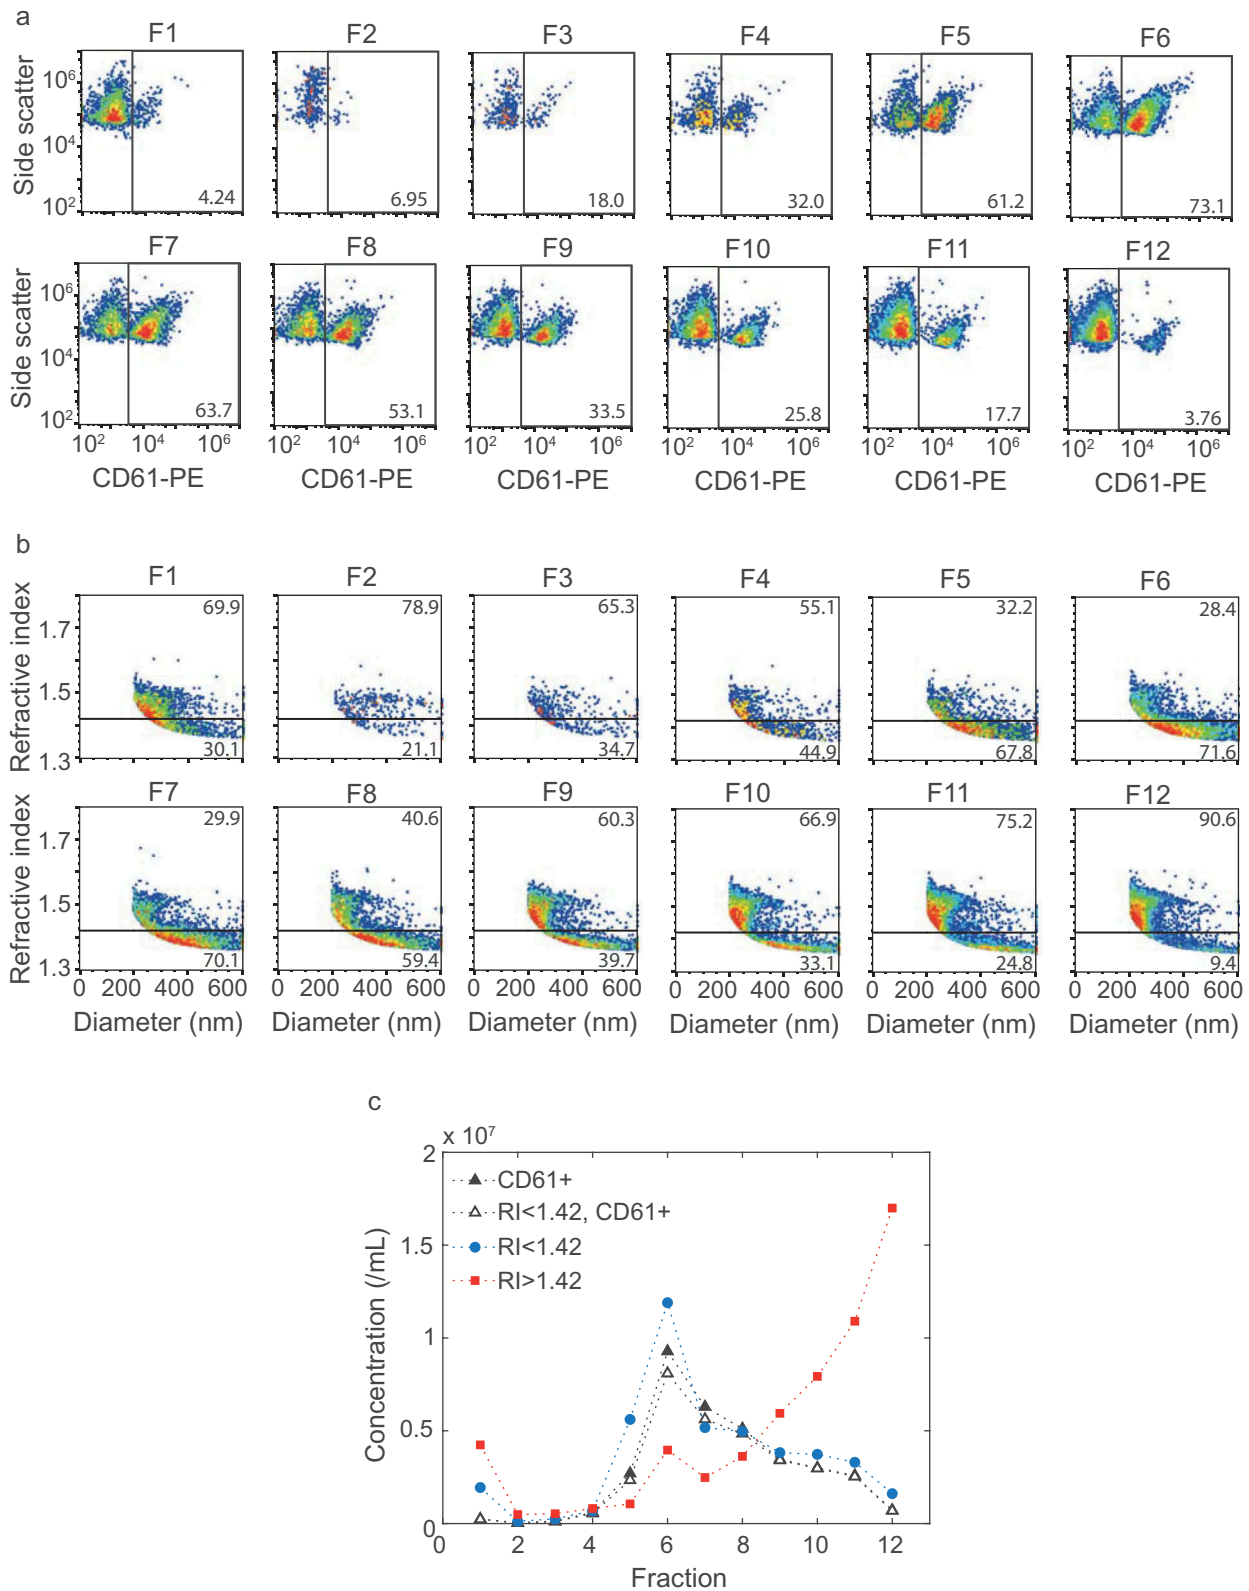 a
F1 F2 F3 F4 F5 F6
Side scatter
10⁶
10⁴
10²
4.24 6.95 18.0 32.0 61.2 73.1
F7 F8 F9 F10 F11 F12
Side scatter
10⁶
10⁴
10²
63.7 53.1 33.5 25.8 17.7 3.76
10² 10⁴ 10⁶ 10² 10⁴ 10⁶ 10² 10⁴ 10⁶ 10² 10⁴ 10⁶ 10² 10⁴ 10⁶ 10² 10⁴ 10⁶
CD61-PE CD61-PE CD61-PE CD61-PE CD61-PE CD61-PE
b
F1 F2 F3 F4 F5 F6
Refractive index
69.9 78.9 65.3 55.1 32.2 28.4
1.7
1.5
1.3
30.1 21.1 34.7 44.9 67.8 71.6
F7 F8 F9 F10 F11 F12
Refractive index
29.9 40.6 60.3 66.9 75.2 90.6
1.7
1.5
1.3
70.1 59.4 39.7 33.1 24.8 9.4
0 200 400 600 0 200 400 600 0 200 400 600 0 200 400 600 0 200 400 600 0 200 400 600
Diameter (nm) Diameter (nm) Diameter (nm) Diameter (nm) Diameter (nm) Diameter (nm)
c
x 10⁷
2
CD61+
RI<1.42, CD61+
1.5
RI<1.42
RI>1.42
Concentration (/mL)
1
0.5
0
0 2 4 6 8 10 12
Fraction